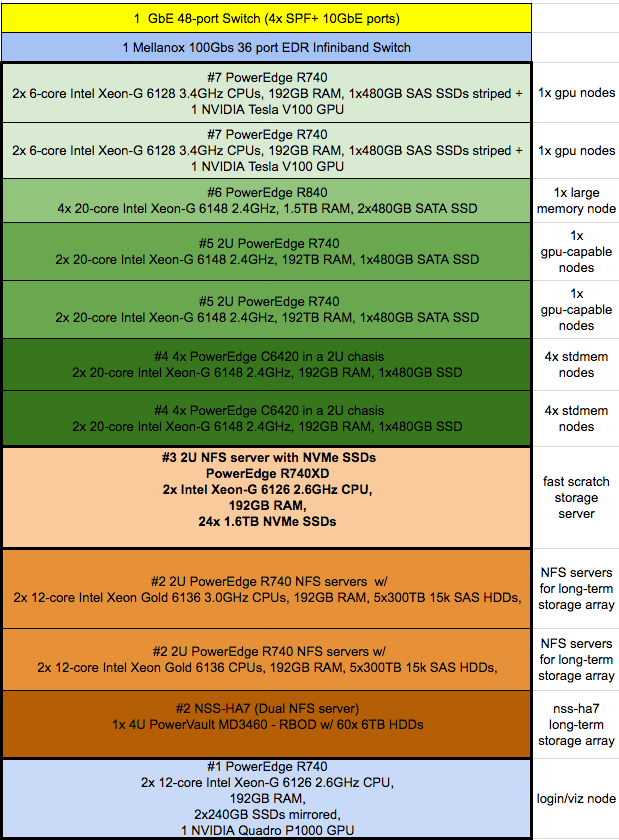 1 GbE 48-port Switch (4x SPF+ 10GbE ports)
1 Mellanox 100Gbs 36 port EDR Infiniband Switch
#7 PowerEdge R740
2x 6-core Intel Xeon-G 6128 3.4GHz CPUs, 192GB RAM, 1x480GB SAS SSDs striped +
1 NVIDIA Tesla V100 GPU
1x gpu nodes
#7 PowerEdge R740
2x 6-core Intel Xeon-G 6128 3.4GHz CPUs, 192GB RAM, 1x480GB SAS SSDs striped +
1 NVIDIA Tesla V100 GPU
1x gpu nodes
#6 PowerEdge R840
4x 20-core Intel Xeon-G 6148 2.4GHz, 1.5TB RAM, 2x480GB SATA SSD
1x large
memory node
#5 2U PowerEdge R740
2x 20-core Intel Xeon-G 6148 2.4GHz, 192TB RAM, 1x480GB SATA SSD
1x
gpu-capable
nodes
#5 2U PowerEdge R740
2x 20-core Intel Xeon-G 6148 2.4GHz, 192TB RAM, 1x480GB SATA SSD
1x
gpu-capable
nodes
#4 4x PowerEdge C6420 in a 2U chasis
2x 20-core Intel Xeon-G 6148 2.4GHz, 192GB RAM, 1x480GB SSD
4x stdmem
nodes
#4 4x PowerEdge C6420 in a 2U chasis
2x 20-core Intel Xeon-G 6148 2.4GHz, 192GB RAM, 1x480GB SSD
4x stdmem
nodes
#3 2U NFS server with NVMe SSDs
PowerEdge R740XD
2x Intel Xeon-G 6126 2.6GHz CPU,
192GB RAM,
24x 1.6TB NVMe SSDs
fast scratch
storage
server
#2 2U PowerEdge R740 NFS servers w/
2x 12-core Intel Xeon Gold 6136 3.0GHz CPUs, 192GB RAM, 5x300TB 15k SAS HDDs,
NFS servers
for long-term
storage array
#2 2U PowerEdge R740 NFS servers w/
2x 12-core Intel Xeon Gold 6136 CPUs, 192GB RAM, 5x300TB 15k SAS HDDs,
NFS servers
for long-term
storage array
#2 NSS-HA7 (Dual NFS server)
1x 4U PowerVault MD3460 - RBOD w/ 60x 6TB HDDs
nss-ha7
long-term
storage array
#1 PowerEdge R740
2x 12-core Intel Xeon-G 6126 2.6GHz CPU,
192GB RAM,
2x240GB SSDs mirrored,
1 NVIDIA Quadro P1000 GPU
login/viz node